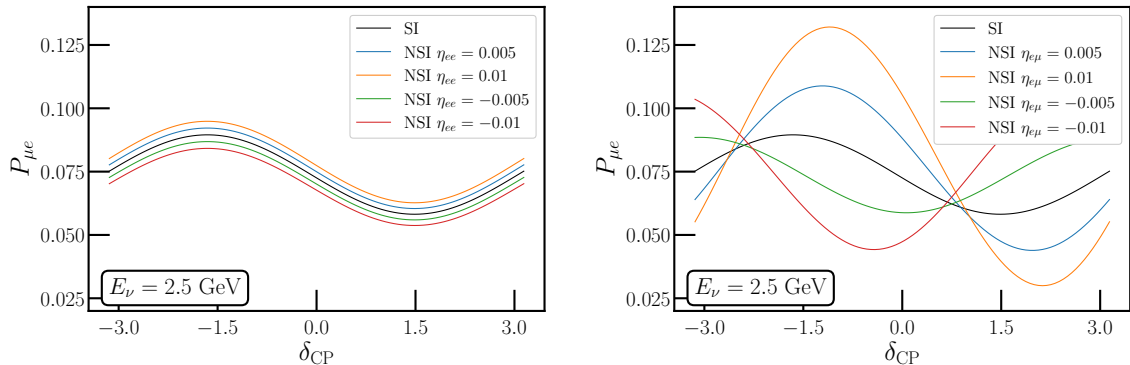 0.125
0.100
0.075
0.050
0.025
P_{μe}
SI
NSI η_{ee} = 0.005
NSI η_{ee} = 0.01
NSI η_{ee} = −0.005
NSI η_{ee} = −0.01
E_ν = 2.5 GeV
−3.0 −1.5 0.0 1.5 3.0
δ_{CP}
0.125
0.100
0.075
0.050
0.025
P_{μe}
SI
NSI η_{eμ} = 0.005
NSI η_{eμ} = 0.01
NSI η_{eμ} = −0.005
NSI η_{eμ} = −0.01
E_ν = 2.5 GeV
−3.0 −1.5 0.0 1.5 3.0
δ_{CP}